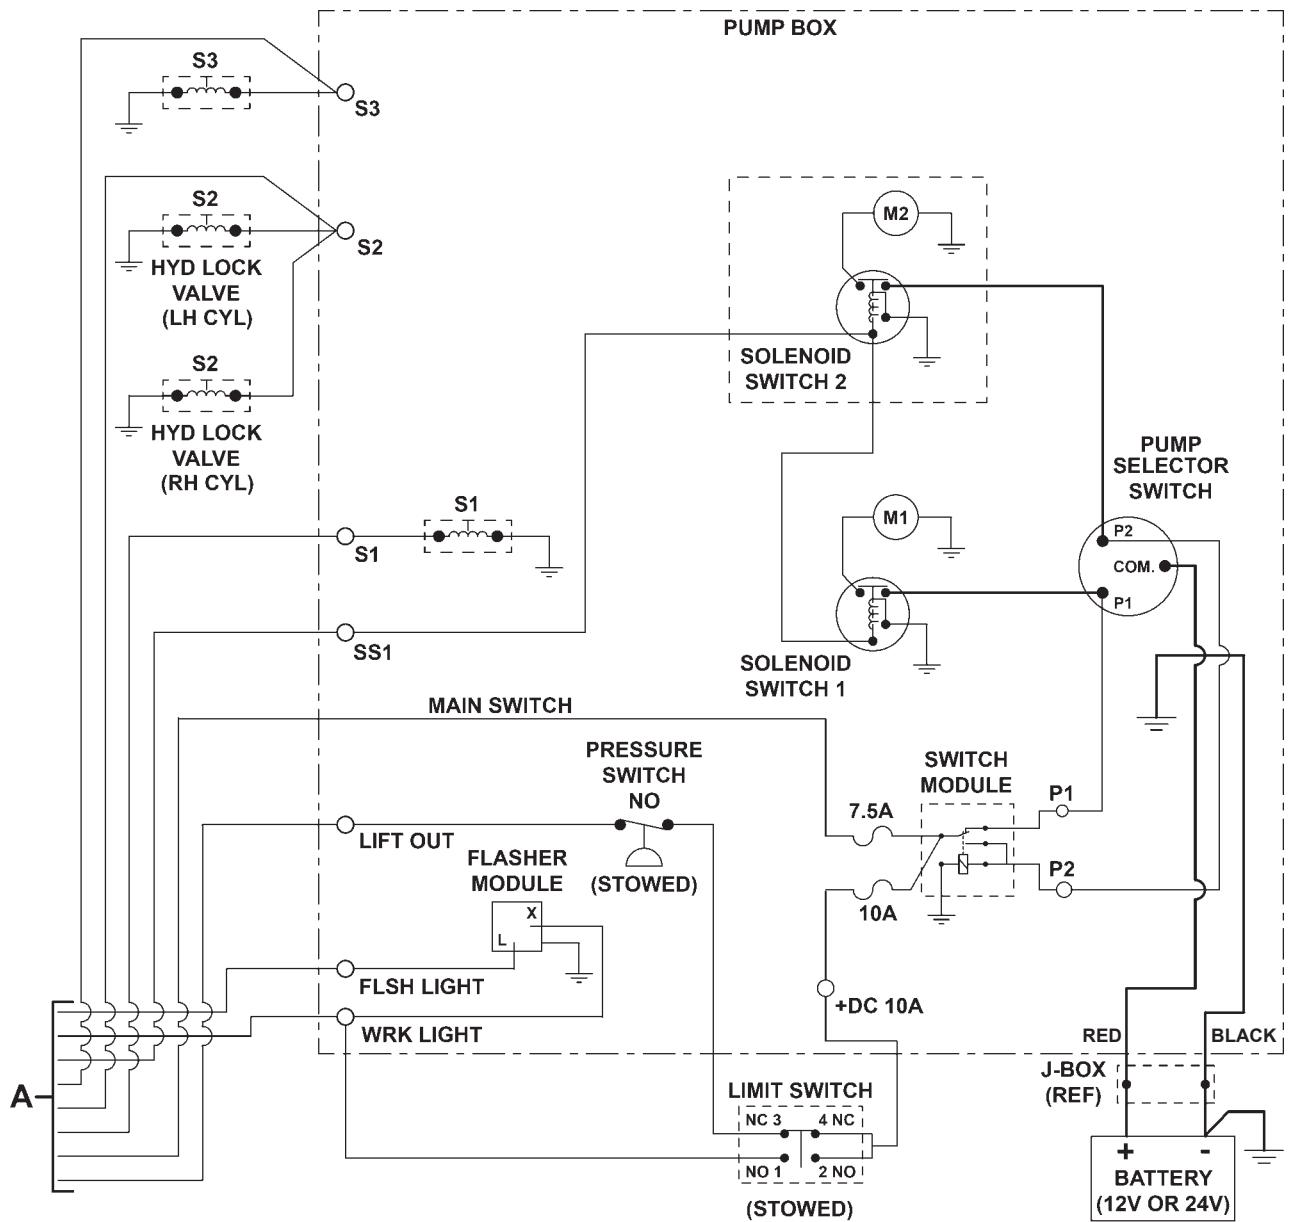 PUMP BOX
S3
S3
S2
S2
HYD LOCK
VALVE
(LH CYL)
S2
HYD LOCK
VALVE
(RH CYL)
M2
SOLENOID
SWITCH 2
PUMP
SELECTOR
SWITCH
P2
COM.
P1
S1
S1
M1
SOLENOID
SWITCH 1
SS1
MAIN SWITCH
PRESSURE
SWITCH
NO
(STOWED)
LIFT OUT
7.5A
10A
SWITCH
MODULE
P1
P2
FLASHER
MODULE
X
L
FLSH LIGHT
WRK LIGHT
+DC 10A
RED
BLACK
A
J-BOX
(REF)
LIMIT SWITCH
NC 3
4 NC
NO 1
2 NO
(STOWED)
+
-
BATTERY
(12V OR 24V)